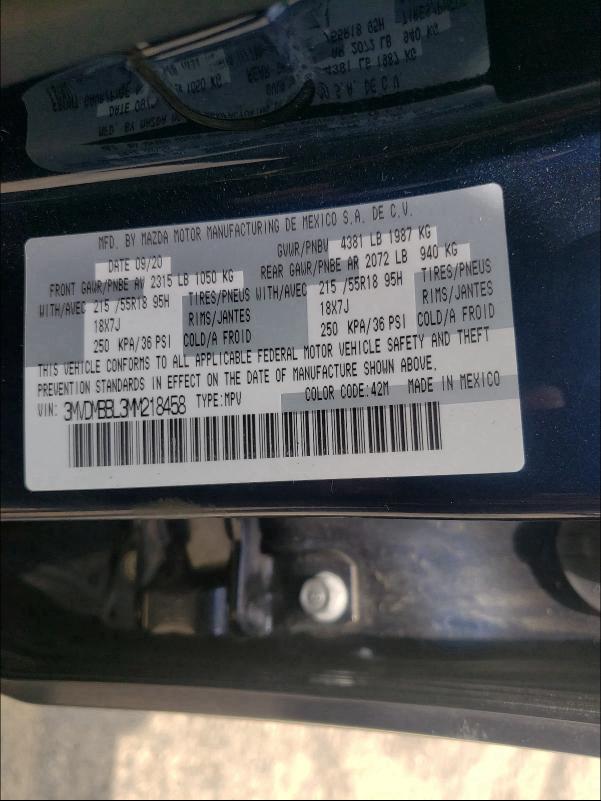 MFD. BY MAZDA MOTOR MANUFACTURING DE MEXICO S.A. DE C.V.
DATE 09/20 GVWR/PNBV 4381 LB 1987 KG
FRONT GAWR/PNBE AV 2315 LB 1050 KG REAR GAWR/PNBE AR 2072 LB 940 KG
WITH/AVEC 215 /55R18 95H TIRES/PNEUS WITH/AVEC 215 /55R18 95H TIRES/PNEUS
18X7J RIMS/JANTES 18X7J RIMS/JANTES
250 KPA/36 PSI COLD/A FROID 250 KPA/36 PSI COLD/A FROID
THIS VEHICLE CONFORMS TO ALL APPLICABLE FEDERAL MOTOR VEHICLE SAFETY AND THEFT
PREVENTION STANDARDS IN EFFECT ON THE DATE OF MANUFACTURE SHOWN ABOVE.
VIN: 3MVDMBBL3MM218458 TYPE:MPV COLOR CODE:42M MADE IN MEXICO